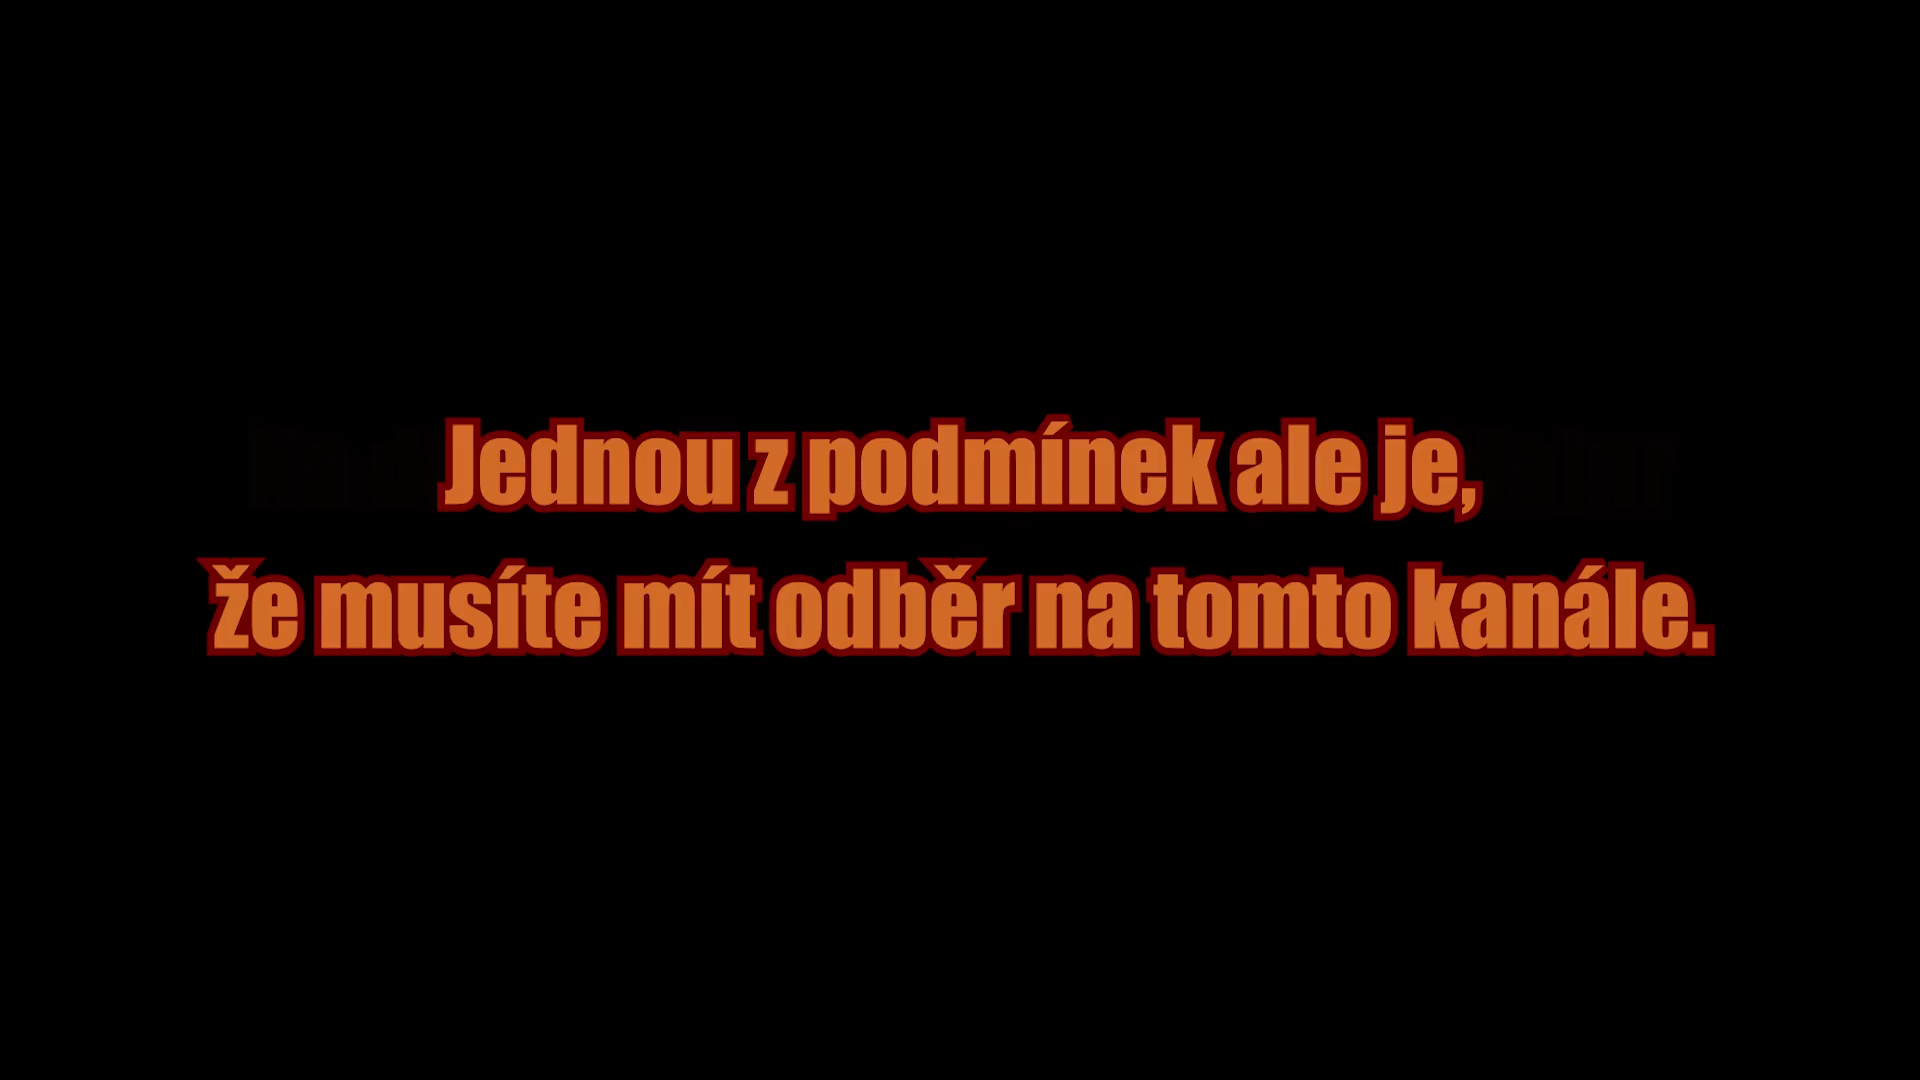 Jednou z podmínek ale je,
že musíte mít odběr na tomto kanále.